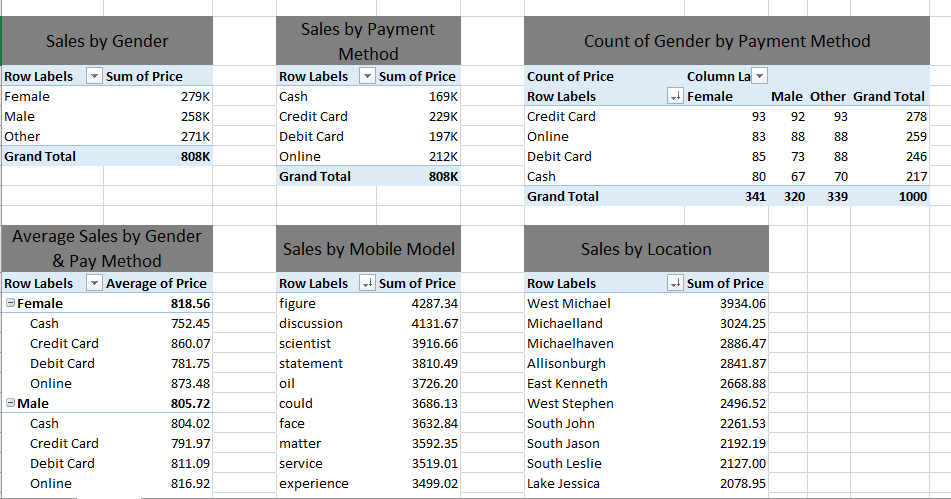 Sales by Gender
Row Labels Sum of Price
Female 279K
Male 258K
Other 271K
Grand Total 808K
Sales by Payment
Method
Row Labels Sum of Price
Cash 169K
Credit Card 229K
Debit Card 197K
Online 212K
Grand Total 808K
Count of Gender by Payment Method
Count of Price Column La
Row Labels Female Male Other Grand Total
Credit Card 93 92 93 278
Online 83 88 88 259
Debit Card 85 73 88 246
Cash 80 67 70 217
Grand Total 341 320 339 1000
Average Sales by Gender
& Pay Method
Row Labels Average of Price
Female 818.56
Cash 752.45
Credit Card 860.07
Debit Card 781.75
Online 873.48
Male 805.72
Cash 804.02
Credit Card 791.97
Debit Card 811.09
Online 816.92
Sales by Mobile Model
Row Labels Sum of Price
figure 4287.34
discussion 4131.67
scientist 3916.66
statement 3810.49
oil 3726.20
could 3686.13
face 3632.84
matter 3592.35
service 3519.01
experience 3499.02
Sales by Location
Row Labels Sum of Price
West Michael 3934.06
Michaelland 3024.25
Michaelhaven 2886.47
Allisonburgh 2841.87
East Kenneth 2668.88
West Stephen 2496.52
South John 2261.53
South Jason 2192.19
South Leslie 2127.00
Lake Jessica 2078.95